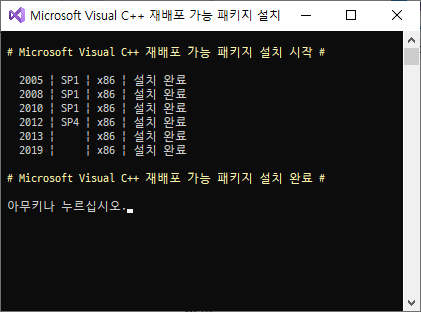 Microsoft Visual C++ 재배포 가능 패키지 설치
# Microsoft Visual C++ 재배포 가능 패키지 설치 시작 #
2005 ¦ SP1 ¦ x86 ¦ 설치 완료
2008 ¦ SP1 ¦ x86 ¦ 설치 완료
2010 ¦ SP1 ¦ x86 ¦ 설치 완료
2012 ¦ SP4 ¦ x86 ¦ 설치 완료
2013 ¦     ¦ x86 ¦ 설치 완료
2019 ¦     ¦ x86 ¦ 설치 완료
# Microsoft Visual C++ 재배포 가능 패키지 설치 완료 #
아무키나 누르십시오.